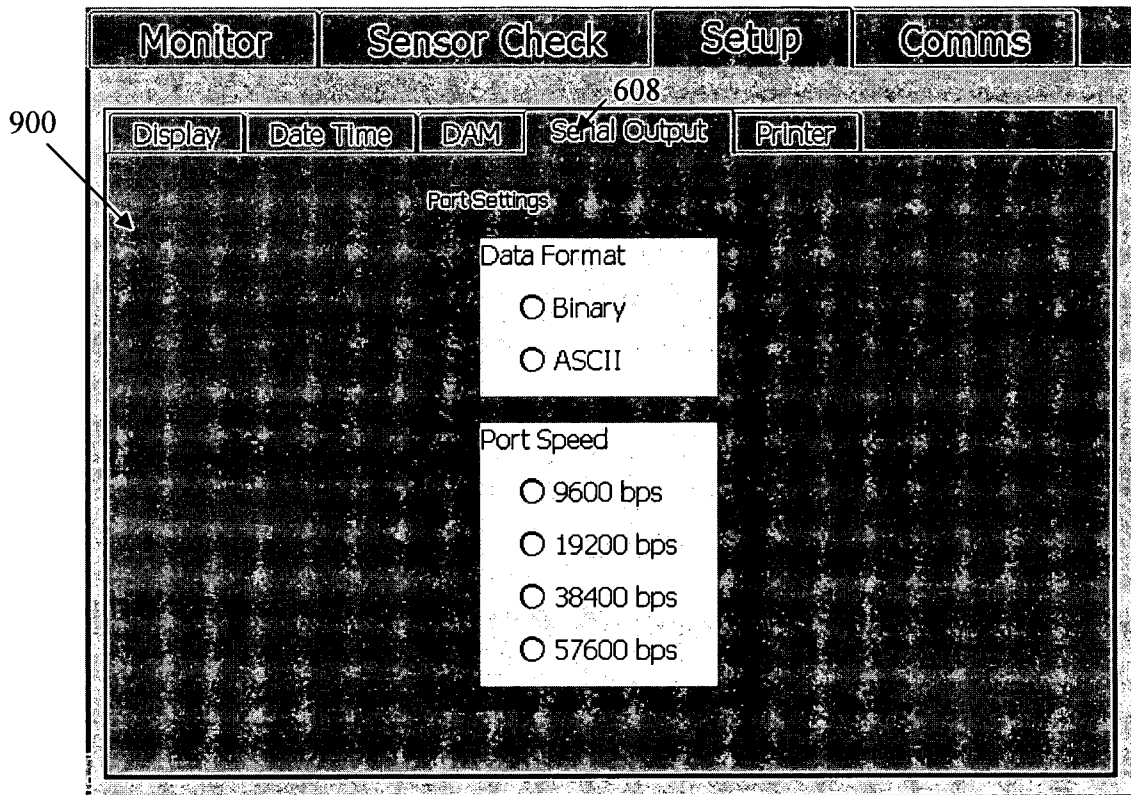 Monitor Sensor Check Setup Comms
608
900
Display Date Time DAM Serial Output Printer
Port Settings
Data Format
Binary
ASCII
Port Speed
9600 bps
19200 bps
38400 bps
57600 bps